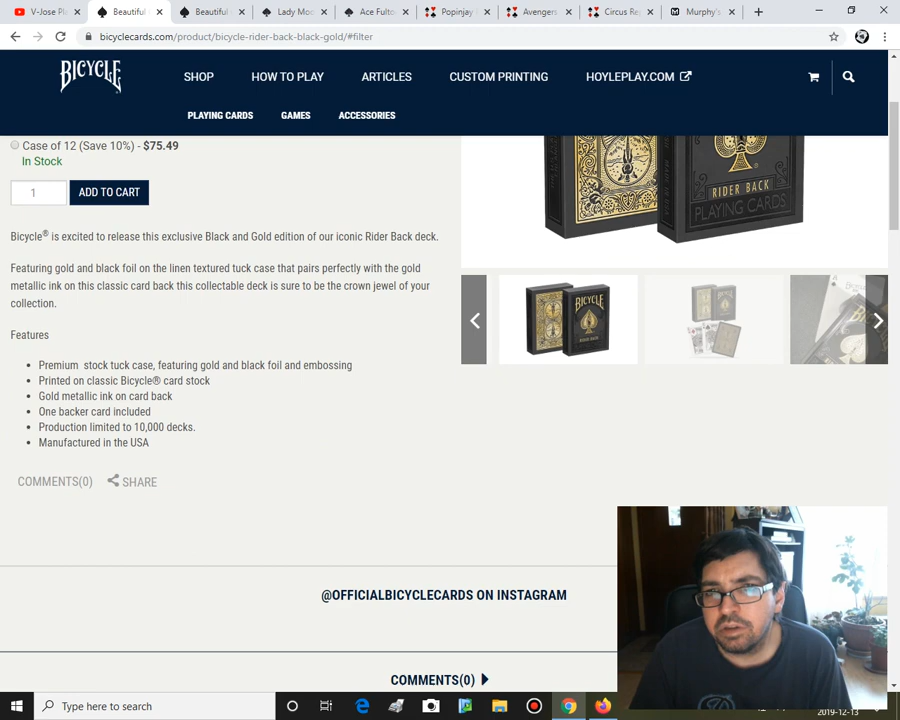 V-Jose Pl
Beautiful
Beautiful
Lady Moo
Ace Fulto
Popinjay
Avenger
Circus Re
Murphy's
bicyclecards.com/product/bicycle-rider-back-black-gold/#filter
BICYCLE
SHOP HOW TO PLAY ARTICLES CUSTOM PRINTING HOYLEPLAY.COM
PLAYING CARDS GAMES ACCESSORIES
Case of 12 (Save 10%) - $75.49
In Stock
1 ADD TO CART
RIDER BACK
PLAYING CARDS
Bicycle® is excited to release this exclusive Black and Gold edition of our iconic Rider Back deck.
Featuring gold and black foil on the linen textured tuck case that pairs perfectly with the gold
metallic ink on this classic card back this collectable deck is sure to be the crown jewel of your
collection.
BICYCLE
Features
Premium stock tuck case, featuring gold and black foil and embossing
Printed on classic Bicycle® card stock
Gold metallic ink on card back
One backer card included
Production limited to 10,000 decks.
Manufactured in the USA
COMMENTS(0) SHARE
@OFFICIALBICYCLECARDS ON INSTAGRAM
COMMENTS(0)
Type here to search
2019-12-13